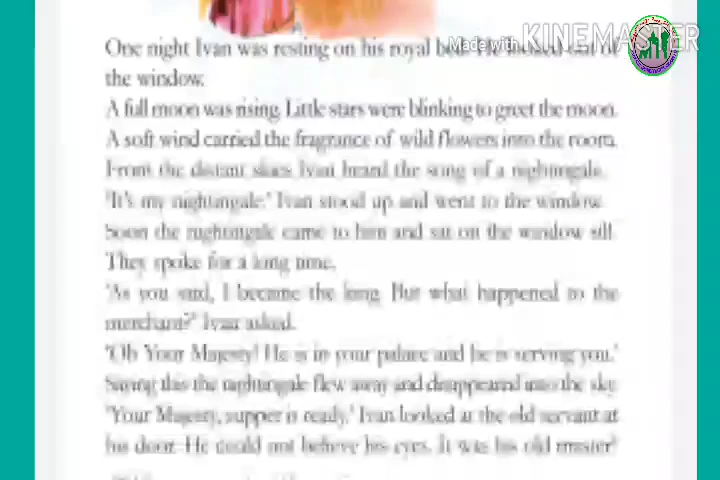 Made with KINEMASTER
One night Ivan was resting on his royal bed. He looked out of
the window.
A full moon was rising. Little stars were blinking to greet the moon.
A soft wind carried the fragrance of wild flowers into the room.
From the distant skies Ivan heard the song of a nightingale.
'It's my nightingale.' Ivan stood up and went to the window.
Soon the nightingale came to him and sat on the window sill.
They spoke for a long time.
'As you said, I became the king. But what happened to the
merchant?' Ivan asked.
'Oh Your Majesty! He is in your palace and he is serving you.'
Saying this the nightingale flew away and disappeared into the sky.
'Your Majesty, supper is ready.' Ivan looked at the old servant at
his door. He could not believe his eyes. It was his old master!